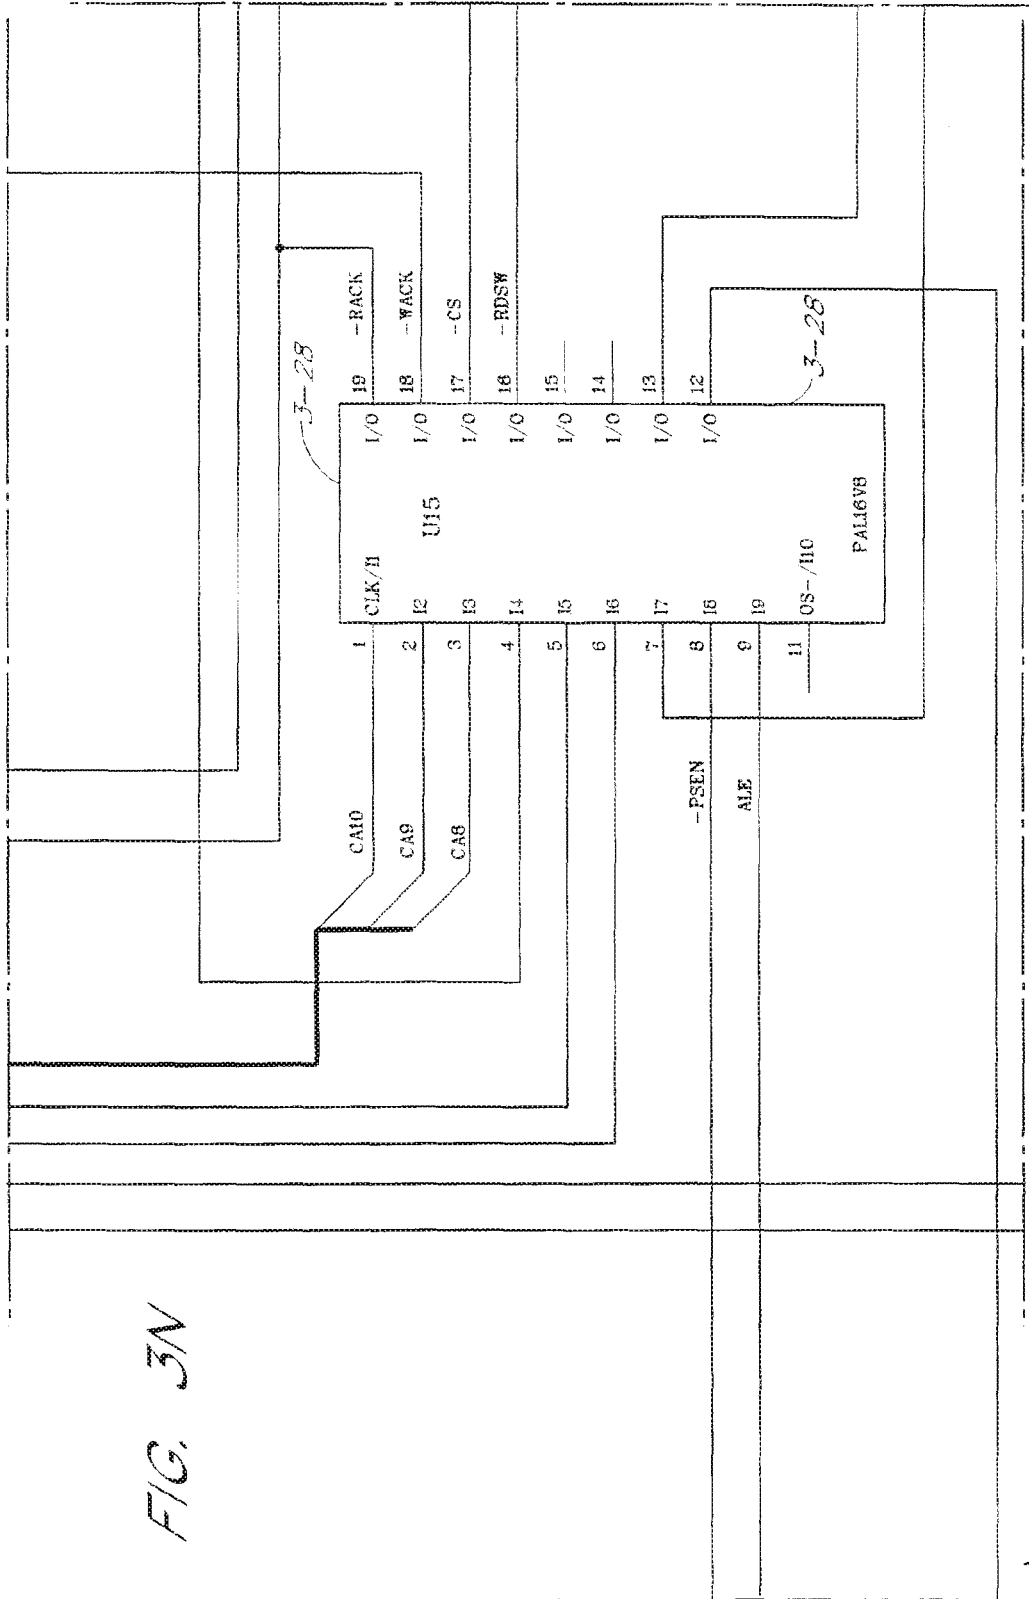 FIG. 3N
3-28
U15
PAL16V8
1 CLK/I1
2 I2
3 I3
4 I4
5 I5
6 I6
7 I7
8 I8
9 I9
11 OS-/I10
I/O 19 -RACK
I/O 18 -WACK
I/O 17 -CS
I/O 16 -RDSW
I/O 15
I/O 14
I/O 13
I/O 12
3-28
CA10
CA9
CA8
-PSEN
ALE